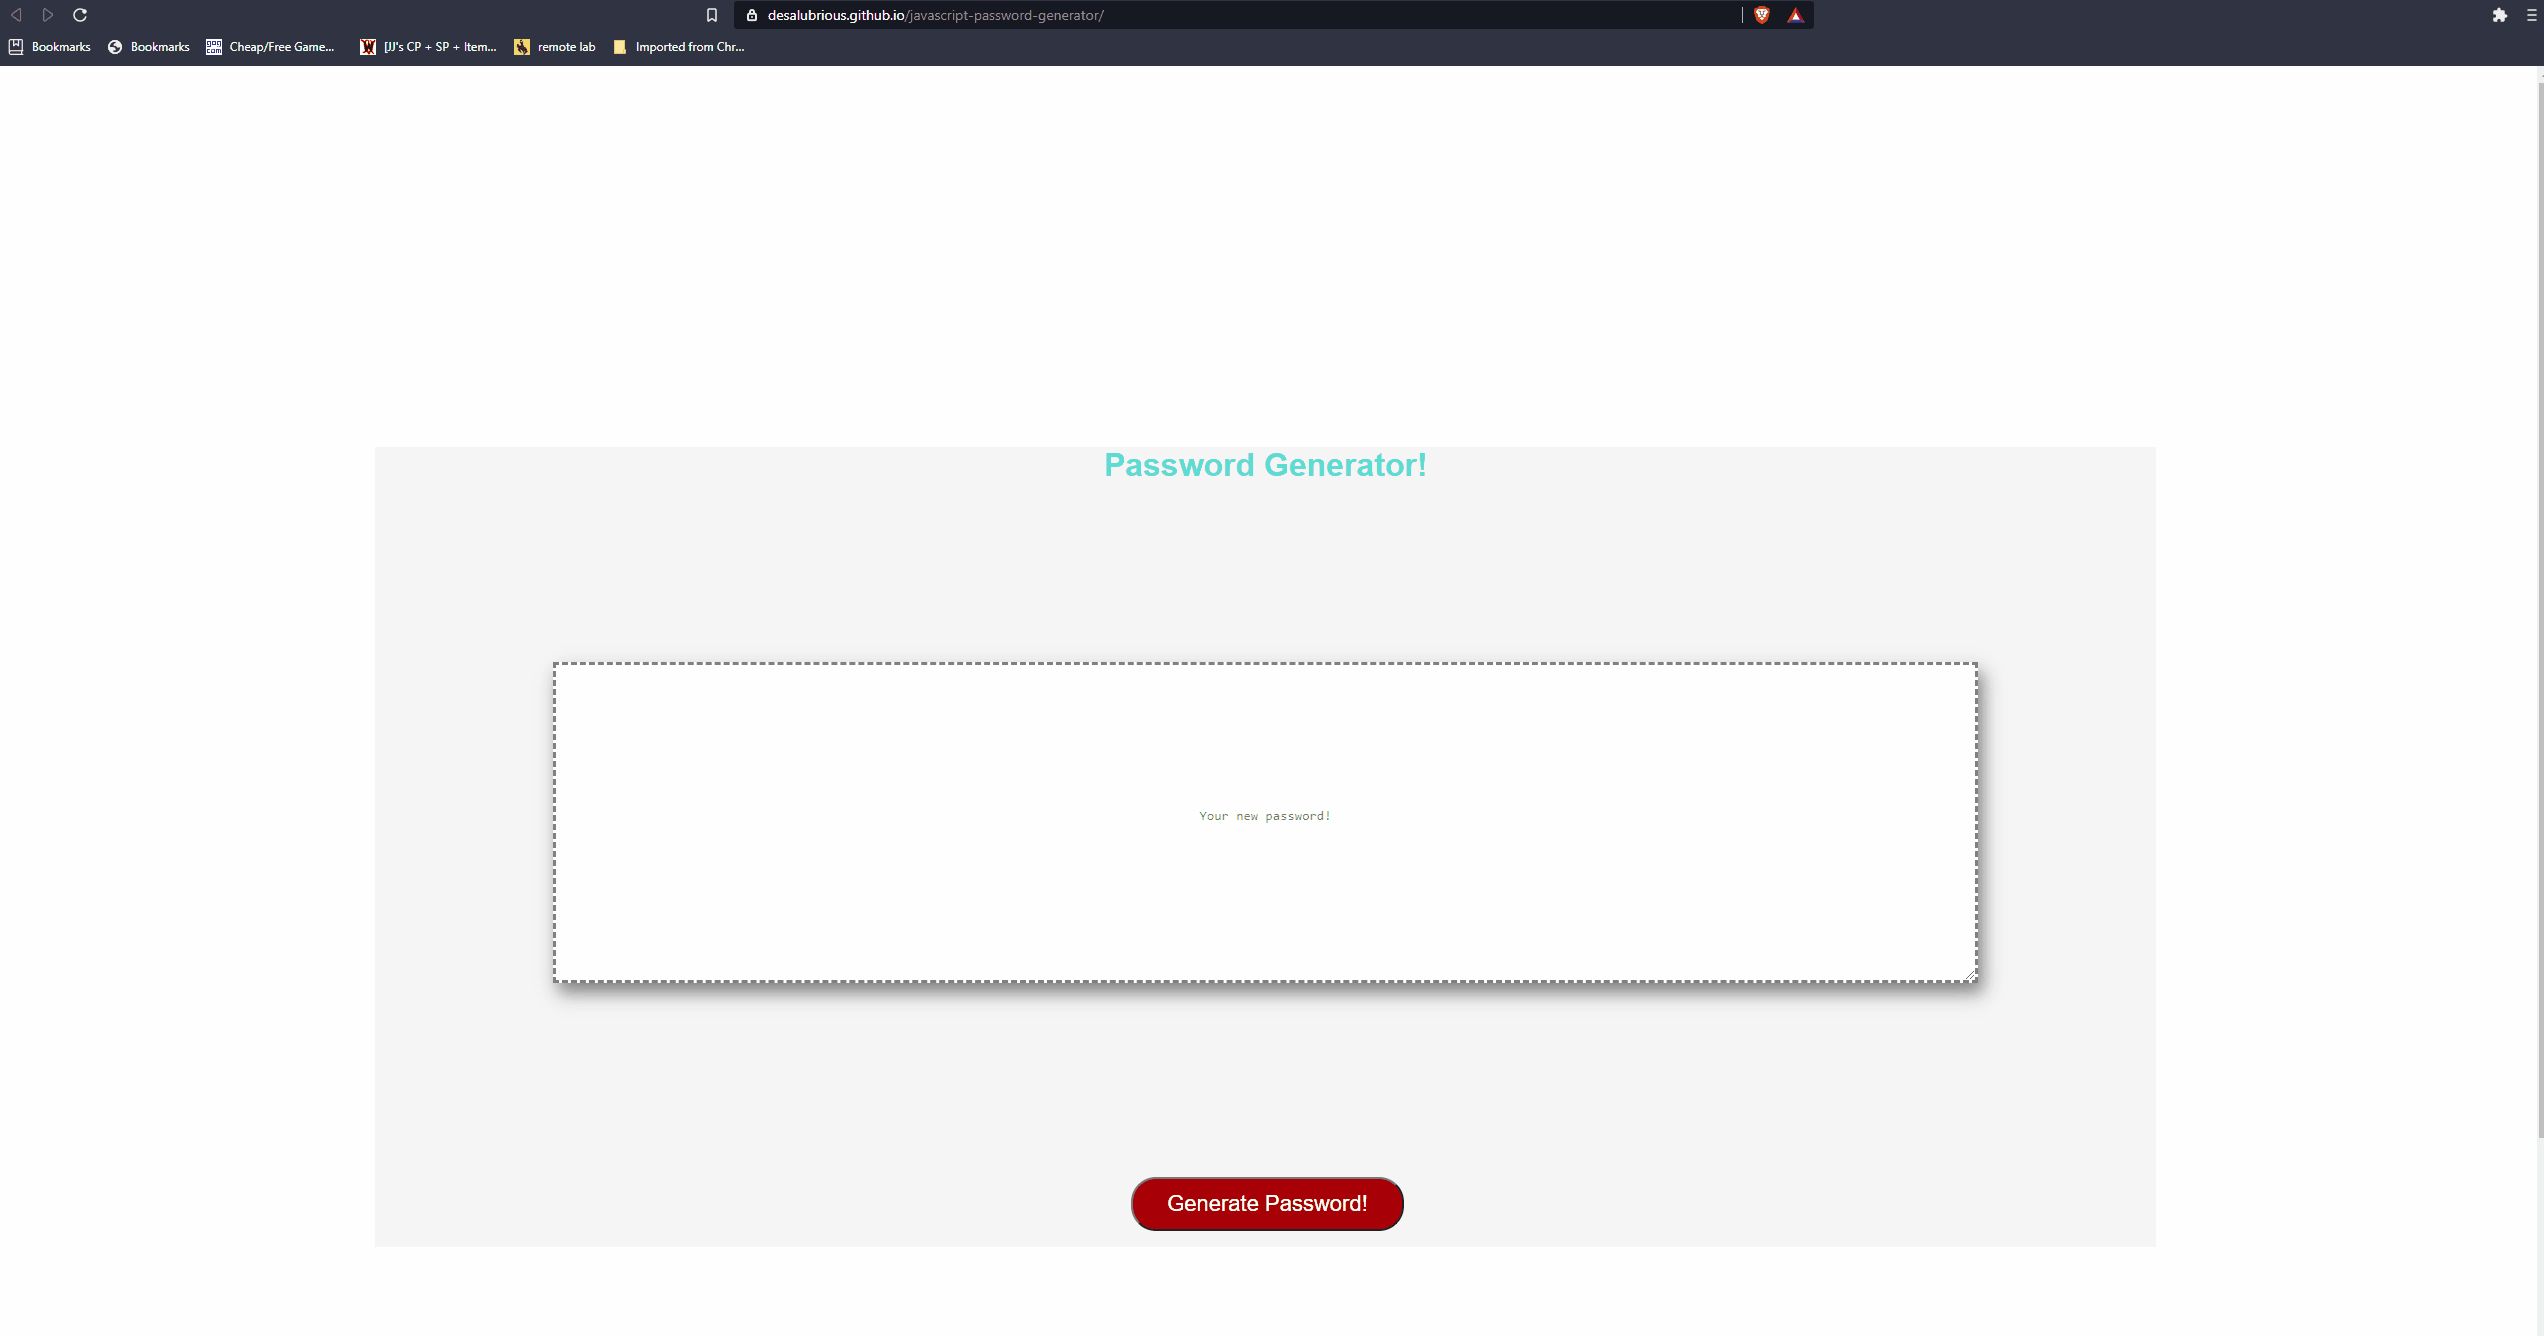 desalubrious.github.io/javascript-password-generator/
Bookmarks Bookmarks Cheap/Free Game... [JJ's CP + SP + Item... remote lab Imported from Chr...
Password Generator!
Your new password!
Generate Password!